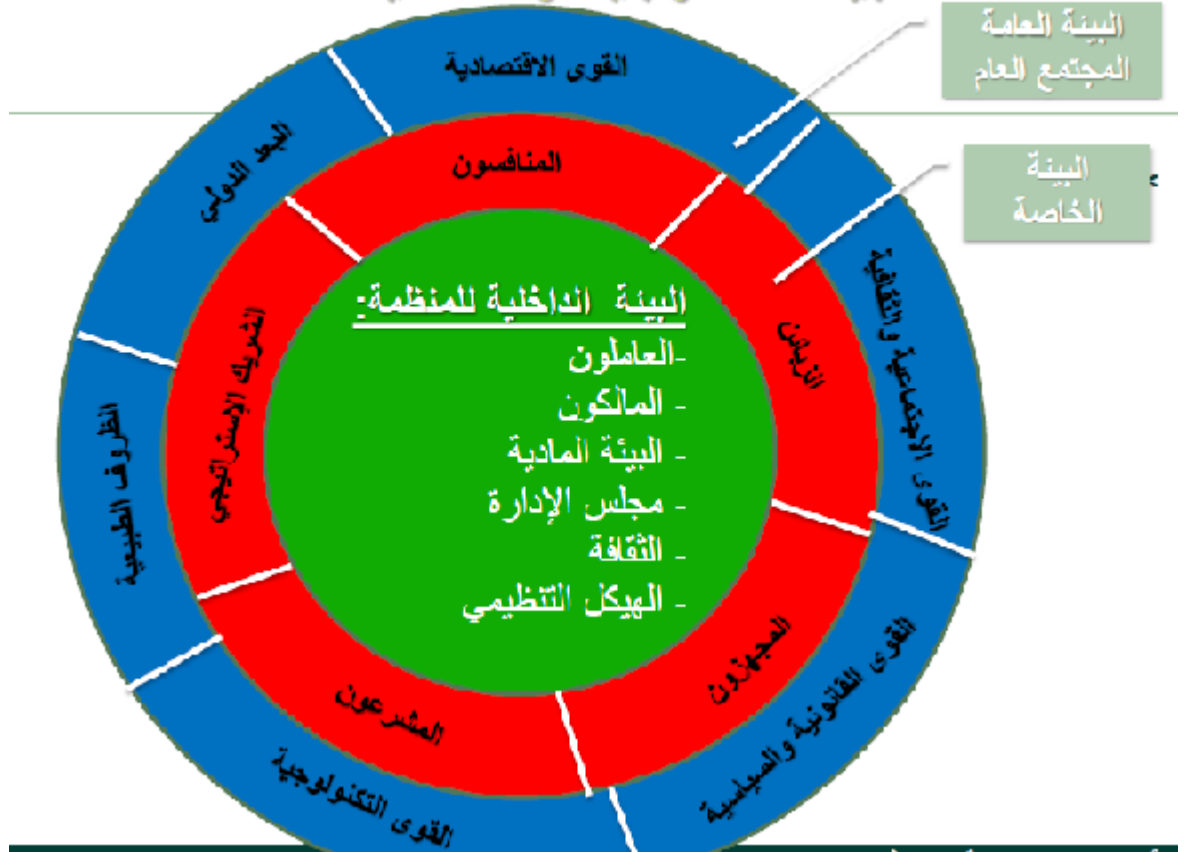 البيئة العامة
المجتمع العام
البيئة
الخاصة
القوى الاقتصادية
البعد الدولي
الظروف الطبيعية
القوى التكنولوجية
القوى القانونية والسياسية
القوى الاجتماعية والثقافية
المنافسون
الشريك الإستراتيجي
المشرعون
المجهزون
الزبائن
البيئة الداخلية للمنظمة:
-العاملون
- المالكون
- البيئة المادية
- مجلس الإدارة
- الثقافة
- الهيكل التنظيمي